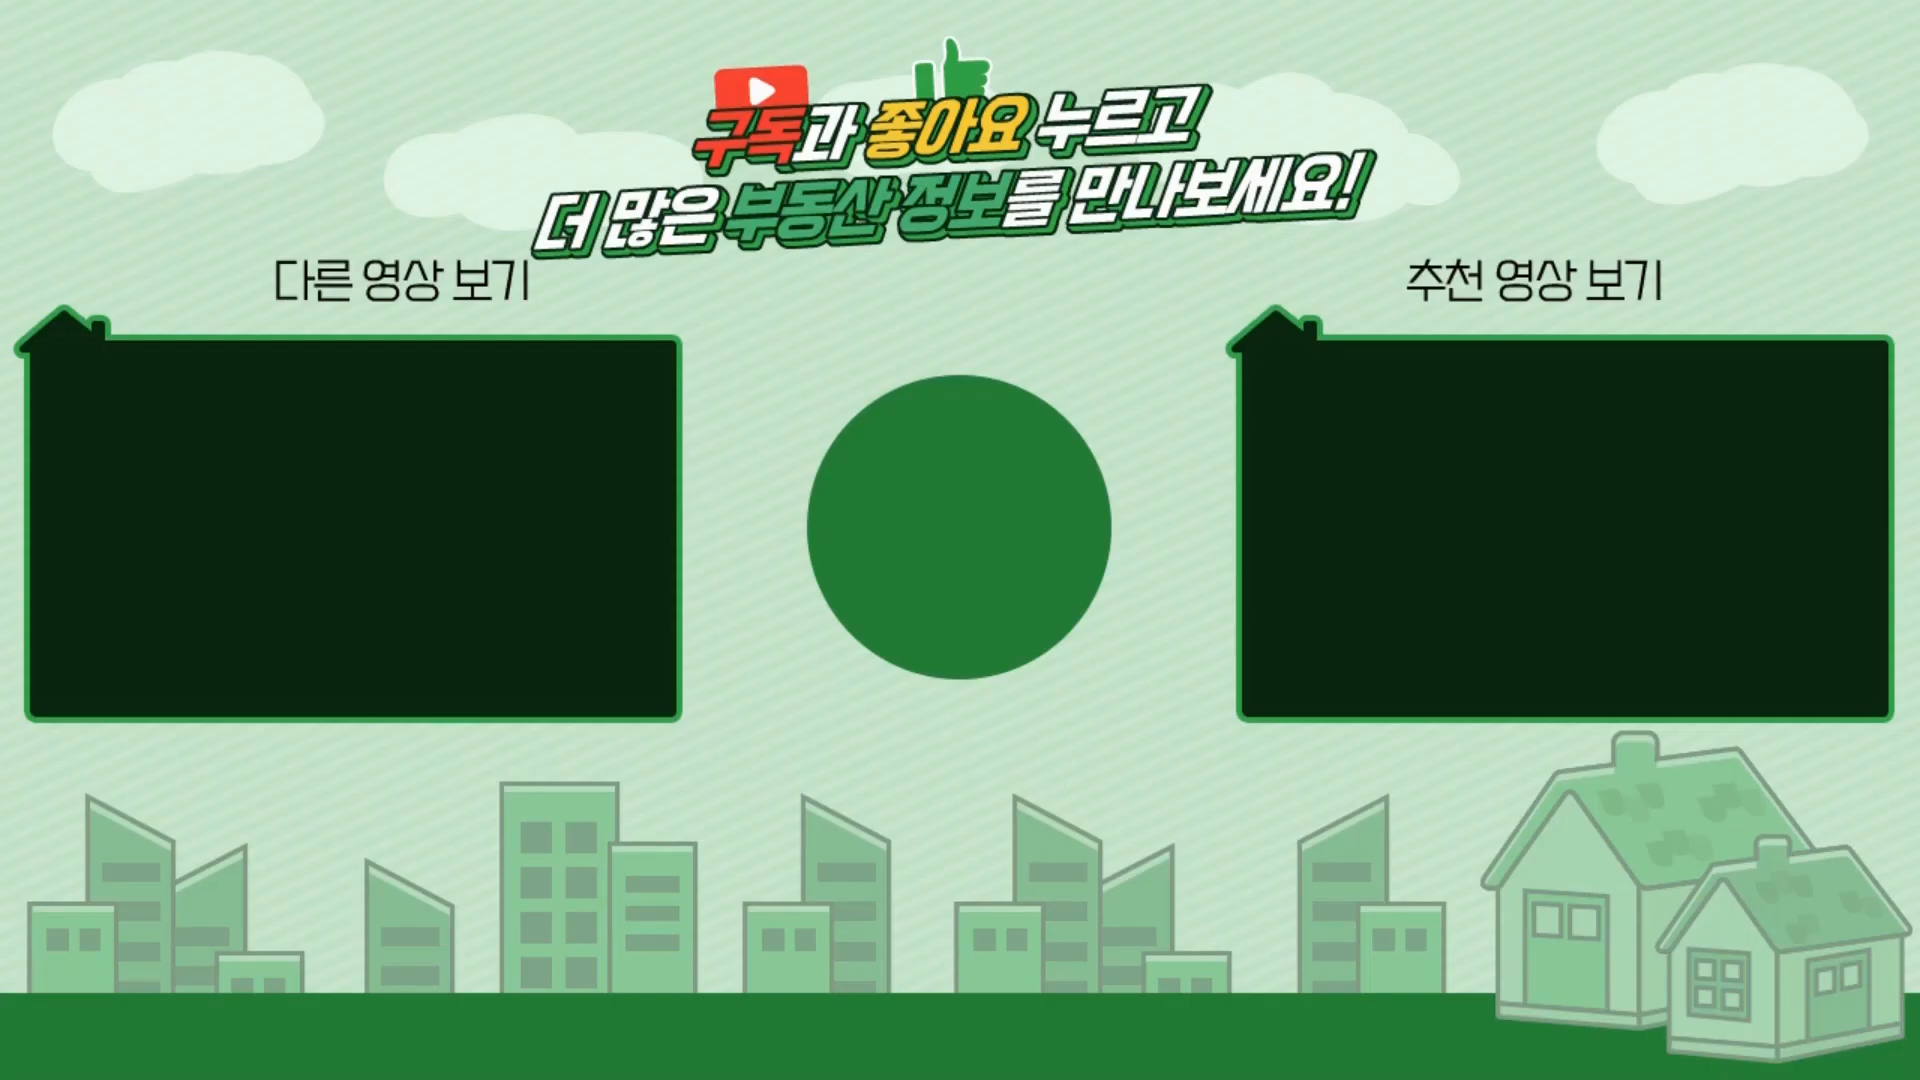 구독과 좋아요 누르고
더 많은 부동산 정보를 만나보세요!
다른 영상 보기
추천 영상 보기